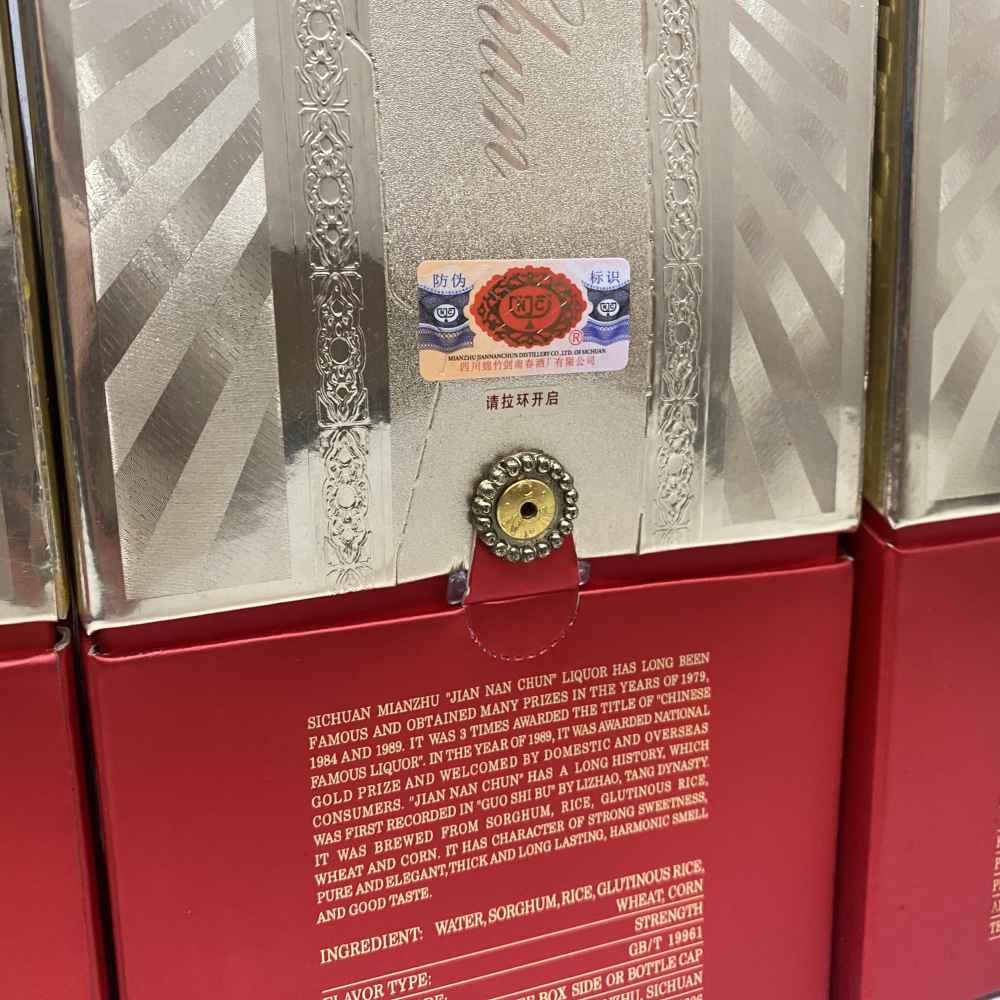 Chun
防伪 标识
®
MIANZHU JIANNANCHUN DISTILLERY CO., LTD. OF SICHUAN
四川绵竹剑南春酒厂有限公司
请拉环开启
SICHUAN MIANZHU "JIAN NAN CHUN" LIQUOR HAS LONG BEEN
FAMOUS AND OBTAINED MANY PRIZES IN THE YEARS OF 1979,
1984 AND 1989. IT WAS 3 TIMES AWARDED THE TITLE OF "CHINESE
FAMOUS LIQUOR". IN THE YEAR OF 1989, IT WAS AWARDED NATIONAL
GOLD PRIZE AND WELCOMED BY DOMESTIC AND OVERSEAS
CONSUMERS. "JIAN NAN CHUN" HAS A LONG HISTORY, WHICH
WAS FIRST RECORDED IN "GUO SHI BU" BY LIZHAO, TANG DYNASTY.
IT WAS BREWED FROM SORGHUM, RICE, GLUTINOUS RICE,
WHEAT AND CORN. IT HAS CHARACTER OF STRONG SWEETNESS,
PURE AND ELEGANT, THICK AND LONG LASTING, HARMONIC SMELL
AND GOOD TASTE.
INGREDIENT: WATER, SORGHUM, RICE, GLUTINOUS RICE,
WHEAT, CORN
FLAVOR TYPE: STRENGTH
GB/T 19961
BOX SIDE OR BOTTLE CAP
SICHUAN